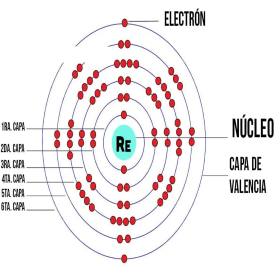 ELECTRÓN
RE
NÚCLEO
1RA. CAPA
2DA. CAPA
3RA. CAPA
4TA. CAPA
5TA. CAPA
6TA. CAPA
CAPA DE
VALENCIA